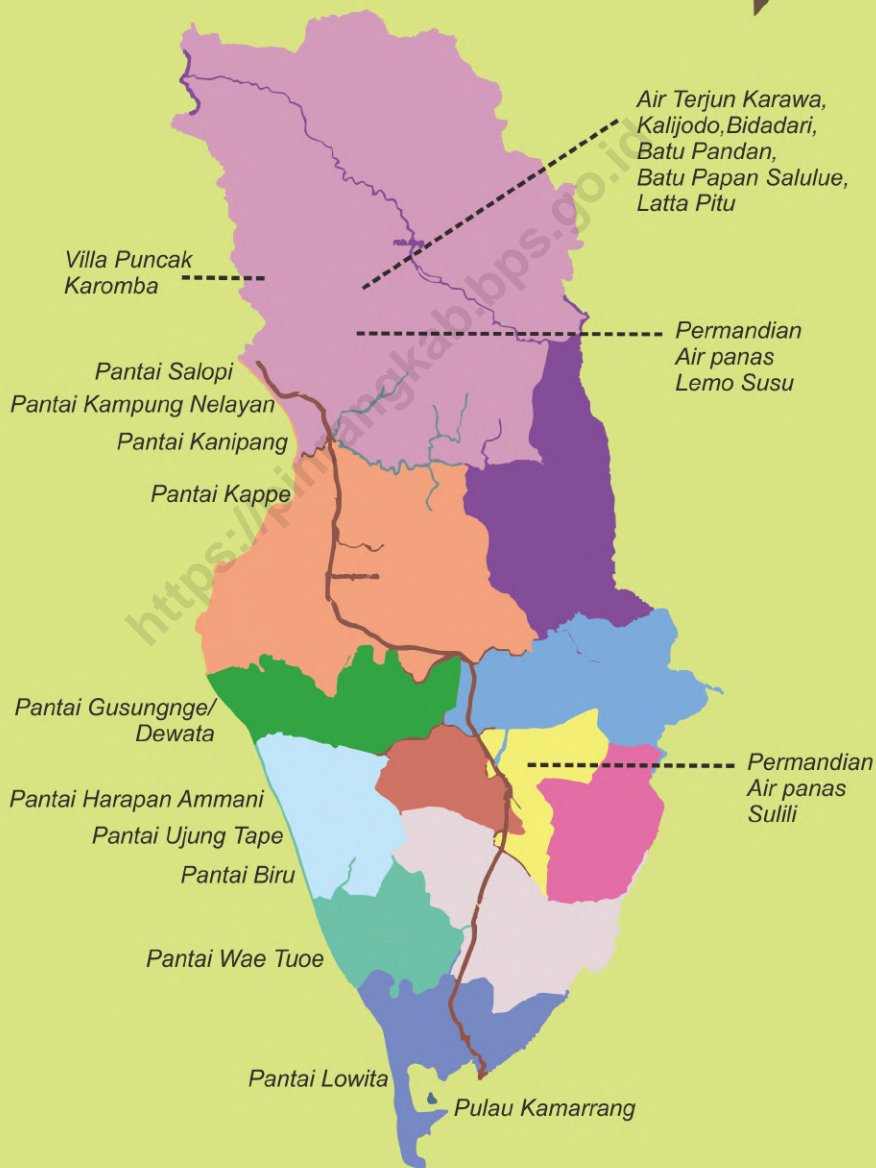 Air Terjun Karawa,
Kalijodo,Bidadari,
Batu Pandan,
Batu Papan Salulue,
Latta Pitu
Villa Puncak
Karomba
Permandian
Air panas
Lemo Susu
Pantai Salopi
Pantai Kampung Nelayan
Pantai Kanipang
Pantai Kappe
Pantai Gusungnge/
Dewata
Permandian
Air panas
Sulili
Pantai Harapan Ammani
Pantai Ujung Tape
Pantai Biru
Pantai Wae Tuoe
Pantai Lowita
Pulau Kamarrang
https://pinrangkab.bps.go.id